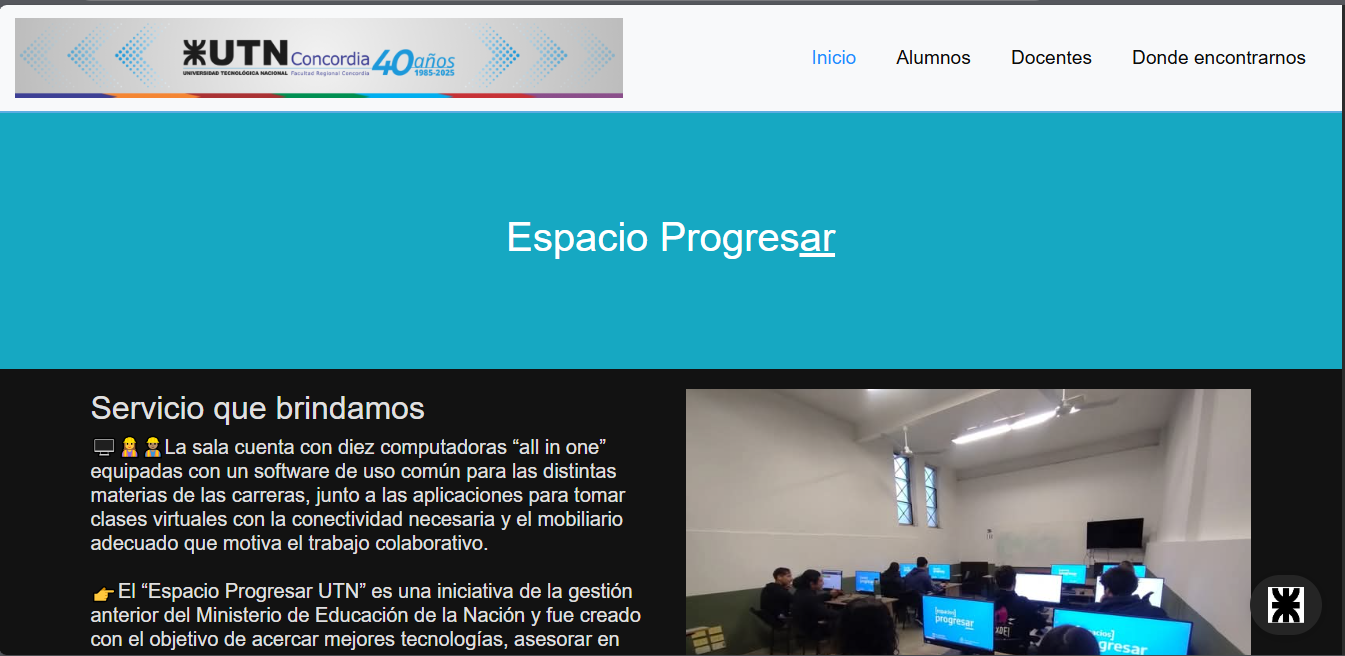 UTN Concordia 40 años
UNIVERSIDAD TECNOLÓGICA NACIONAL Facultad Regional Concordia 1985-2025
Inicio Alumnos Docentes Donde encontrarnos
Espacio Progresar
Servicio que brindamos
🖥️👷‍♀️👷La sala cuenta con diez computadoras “all in one”
equipadas con un software de uso común para las distintas
materias de las carreras, junto a las aplicaciones para tomar
clases virtuales con la conectividad necesaria y el mobiliario
adecuado que motiva el trabajo colaborativo.
👉El “Espacio Progresar UTN” es una iniciativa de la gestión
anterior del Ministerio de Educación de la Nación y fue creado
con el objetivo de acercar mejores tecnologías, asesorar en
[espacios]
progresar